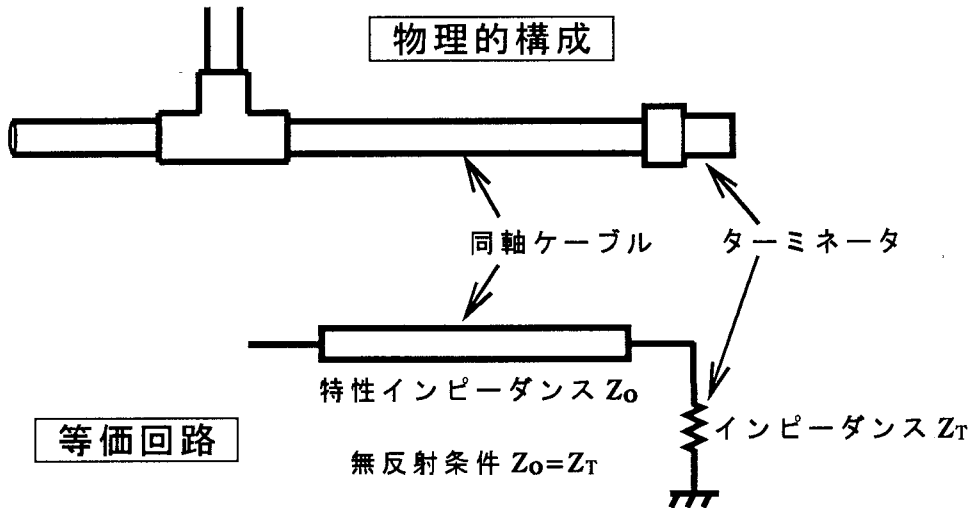 物理的構成
同軸ケーブル
ターミネータ
特性インピーダンス Zo
インピーダンス ZT
等価回路
無反射条件 Zo=ZT